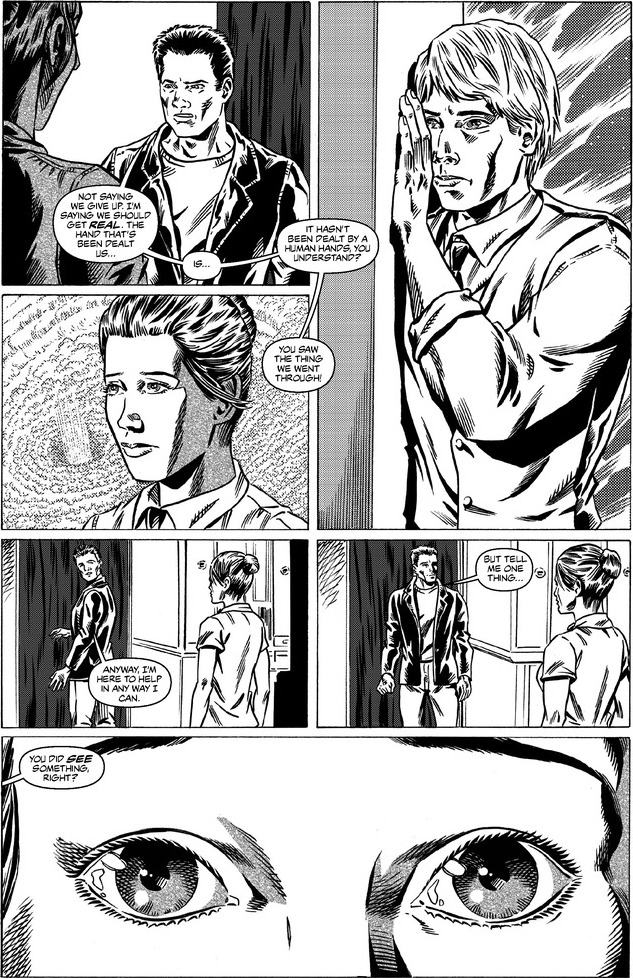 NOT SAYING
WE GIVE UP. I'M
SAYING WE SHOULD
GET REAL. THE
HAND THAT'S
BEEN DEALT
US...
IS...
IT HASN'T
BEEN DEALT BY A
HUMAN HANDS, YOU
UNDERSTAND?
YOU SAW
THE THING
WE WENT
THROUGH!
ANYWAY, I'M
HERE TO HELP
IN ANY WAY I
CAN.
BUT TELL
ME ONE
THING...
YOU DID SEE
SOMETHING,
RIGHT?